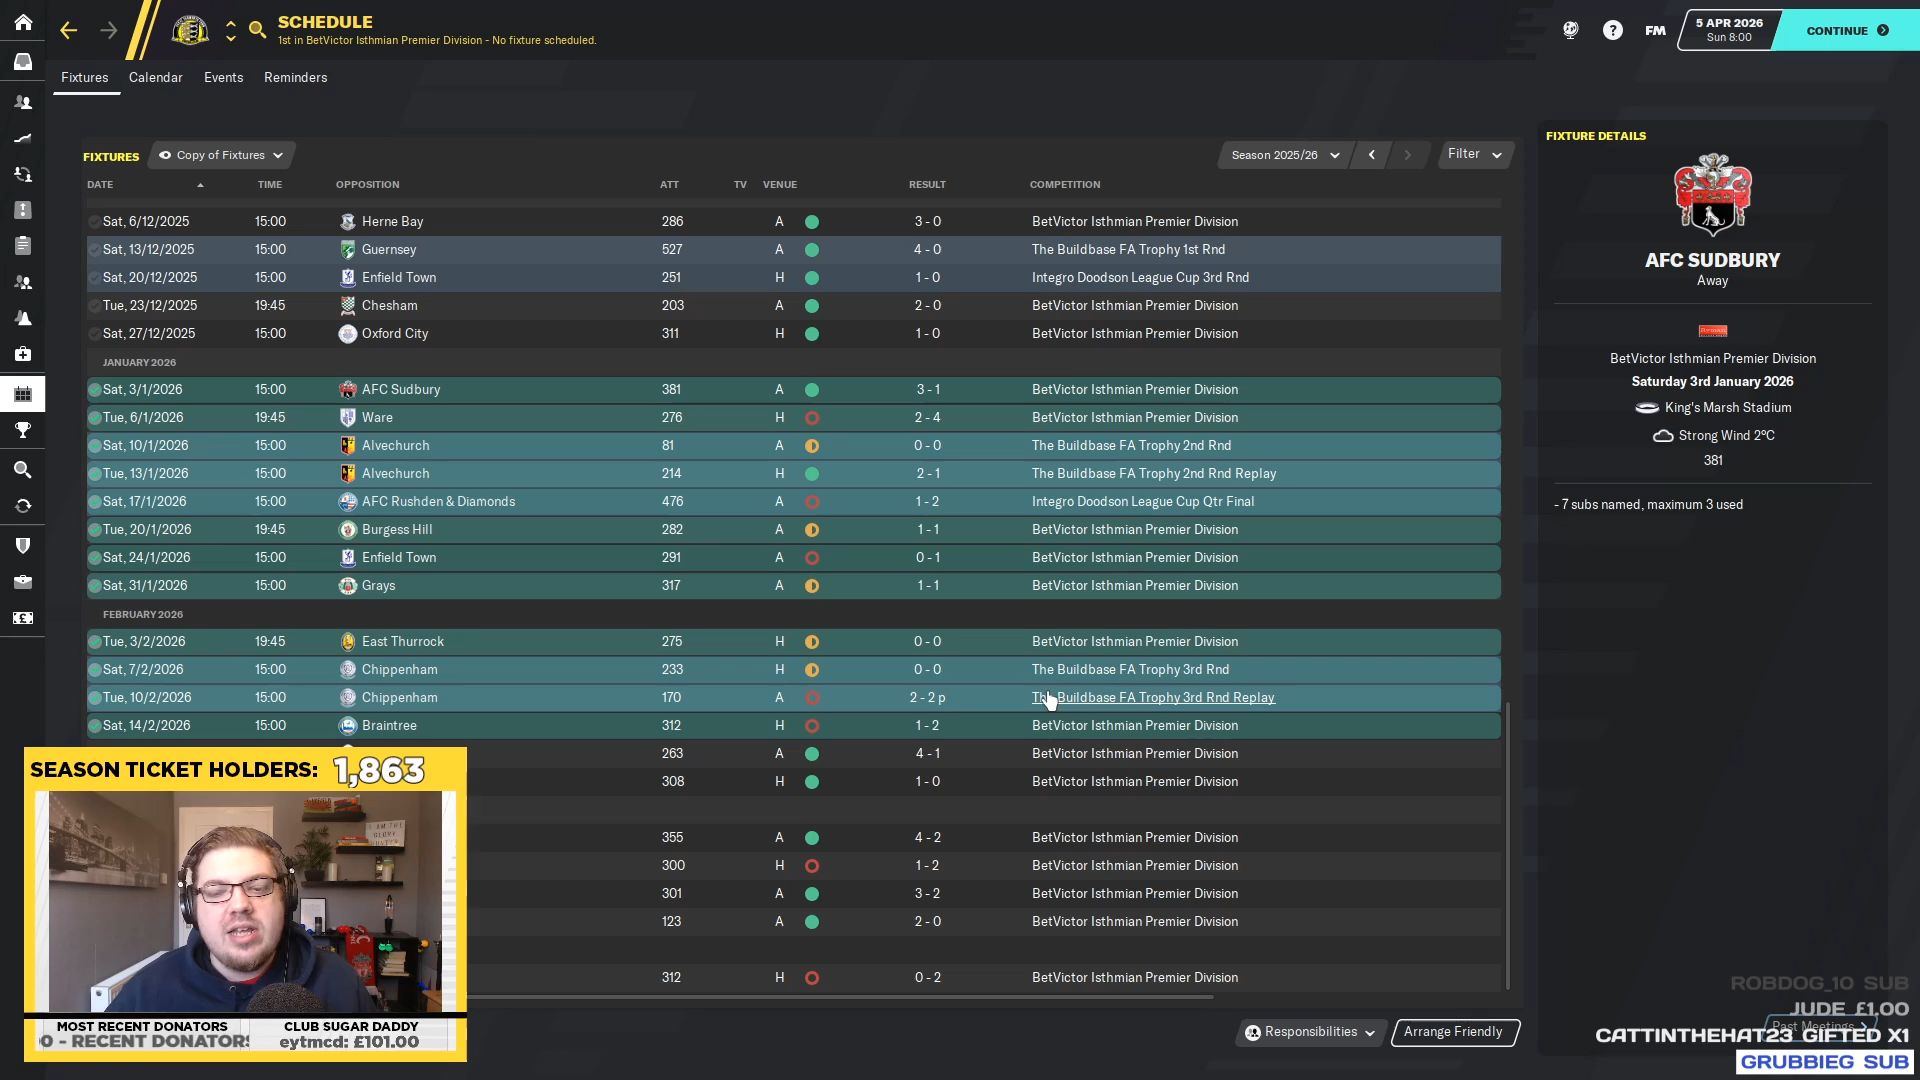 SCHEDULE
1st in BetVictor Isthmian Premier Division - No fixture scheduled.
FM
5 APR 2026
Sun 8:00
CONTINUE
Fixtures Calendar Events Reminders
FIXTURES Copy of Fixtures Season 2025/26 Filter
DATE TIME OPPOSITION ATT TV VENUE RESULT COMPETITION
Sat, 6/12/2025 15:00 Herne Bay 286 A 3 - 0 BetVictor Isthmian Premier Division
Sat, 13/12/2025 15:00 Guernsey 527 A 4 - 0 The Buildbase FA Trophy 1st Rnd
Sat, 20/12/2025 15:00 Enfield Town 251 H 1 - 0 Integro Doodson League Cup 3rd Rnd
Tue, 23/12/2025 19:45 Chesham 203 A 2 - 0 BetVictor Isthmian Premier Division
Sat, 27/12/2025 15:00 Oxford City 311 H 1 - 0 BetVictor Isthmian Premier Division
JANUARY 2026
Sat, 3/1/2026 15:00 AFC Sudbury 381 A 3 - 1 BetVictor Isthmian Premier Division
Tue, 6/1/2026 19:45 Ware 276 H 2 - 4 BetVictor Isthmian Premier Division
Sat, 10/1/2026 15:00 Alvechurch 81 A 0 - 0 The Buildbase FA Trophy 2nd Rnd
Tue, 13/1/2026 15:00 Alvechurch 214 H 2 - 1 The Buildbase FA Trophy 2nd Rnd Replay
Sat, 17/1/2026 15:00 AFC Rushden & Diamonds 476 A 1 - 2 Integro Doodson League Cup Qtr Final
Tue, 20/1/2026 19:45 Burgess Hill 282 A 1 - 1 BetVictor Isthmian Premier Division
Sat, 24/1/2026 15:00 Enfield Town 291 A 0 - 1 BetVictor Isthmian Premier Division
Sat, 31/1/2026 15:00 Grays 317 A 1 - 1 BetVictor Isthmian Premier Division
FEBRUARY 2026
Tue, 3/2/2026 19:45 East Thurrock 275 H 0 - 0 BetVictor Isthmian Premier Division
Sat, 7/2/2026 15:00 Chippenham 233 H 0 - 0 The Buildbase FA Trophy 3rd Rnd
Tue, 10/2/2026 15:00 Chippenham 170 A 2 - 2 p The Buildbase FA Trophy 3rd Rnd Replay
Sat, 14/2/2026 15:00 Braintree 312 H 1 - 2 BetVictor Isthmian Premier Division
263 A 4 - 1 BetVictor Isthmian Premier Division
308 H 1 - 0 BetVictor Isthmian Premier Division
355 A 4 - 2 BetVictor Isthmian Premier Division
300 H 1 - 2 BetVictor Isthmian Premier Division
301 A 3 - 2 BetVictor Isthmian Premier Division
123 A 2 - 0 BetVictor Isthmian Premier Division
312 H 0 - 2 BetVictor Isthmian Premier Division
Responsibilities Arrange Friendly
FIXTURE DETAILS
AFC SUDBURY
Away
BetVictor Isthmian Premier Division
Saturday 3rd January 2026
King's Marsh Stadium
Strong Wind 2ºC
381
- 7 subs named, maximum 3 used
Past Meetings
SEASON TICKET HOLDERS: 1,863
MOST RECENT DONATORS
0 - RECENT DONATORS
CLUB SUGAR DADDY
eytmcd: £101.00
ROBDOG_10 SUB
JUDE £1.00
CATTINTHEHAT23 GIFTED X1
GRUBBIEG SUB